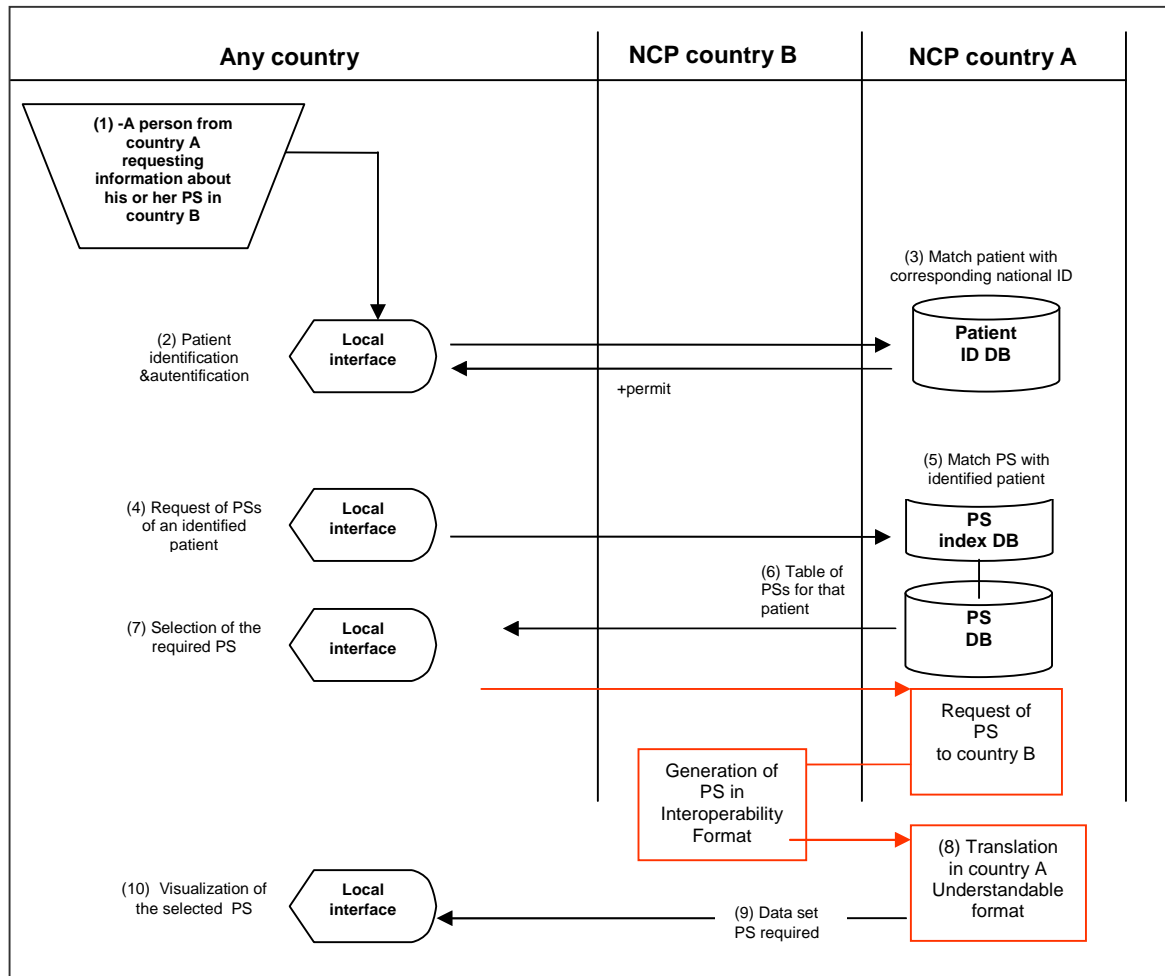 Any country
NCP country B
NCP country A
(1) -A person from
country A
requesting
information about
his or her PS in
country B
(3) Match patient with
corresponding national ID
(2) Patient
identification
&autentification
Local
interface
Patient
ID DB
+permit
(5) Match PS with
identified patient
(4) Request of PSs
of an identified
patient
Local
interface
PS
index DB
(6) Table of
PSs for that
patient
(7) Selection of the
required PS
Local
interface
PS
DB
Request of
PS
to country B
Generation of
PS in
Interoperability
Format
(8) Translation
in country A
Understandable
format
(10) Visualization of
the selected PS
Local
interface
(9) Data set
PS required